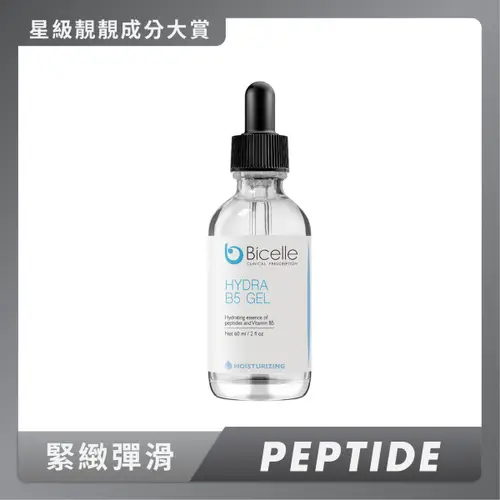 星級靚靚成分大賞
Bicelle
CLINICAL PRESCRIPTION
HYDRA
B5 GEL
Hydrating essence of
peptides and Vitamin B5
Net 60 ml / 2 fl oz
MOISTURIZING
緊緻彈滑
PEPTIDE